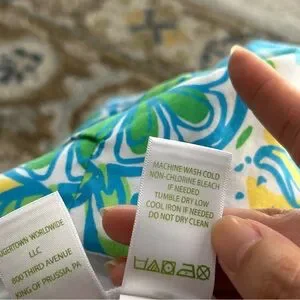 MACHINE WASH COLD
NON-CHLORINE BLEACH
IF NEEDED
TUMBLE DRY LOW
COOL IRON IF NEEDED
DO NOT DRY CLEAN
UGERTOWN WORLDWIDE
LLC
800 THIRD AVENUE
KING OF PRUSSIA, PA